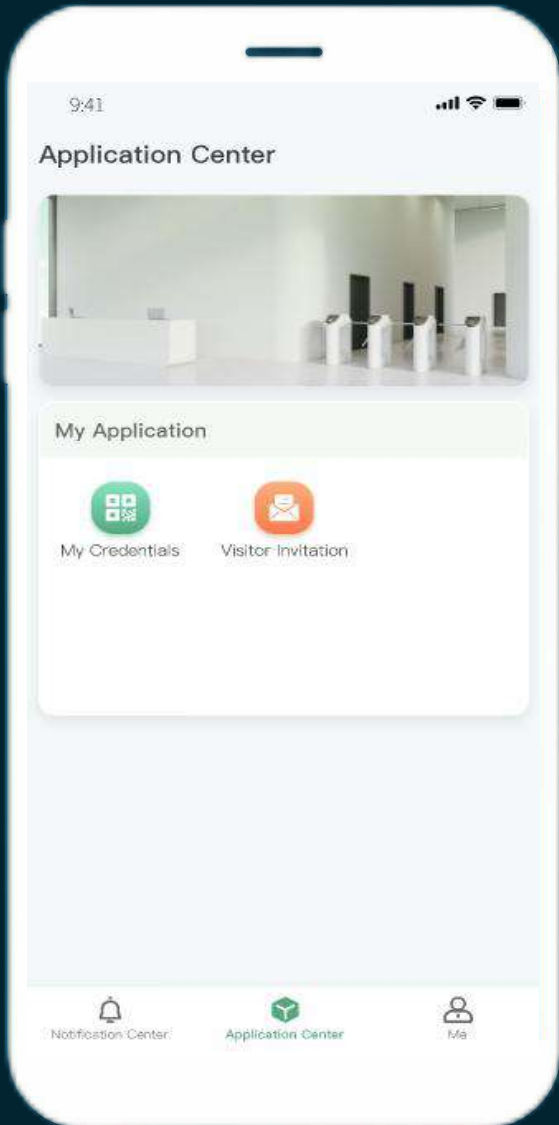 9:41
Application Center
My Application
My Credentials Visitor Invitation
Notification Center Application Center Me